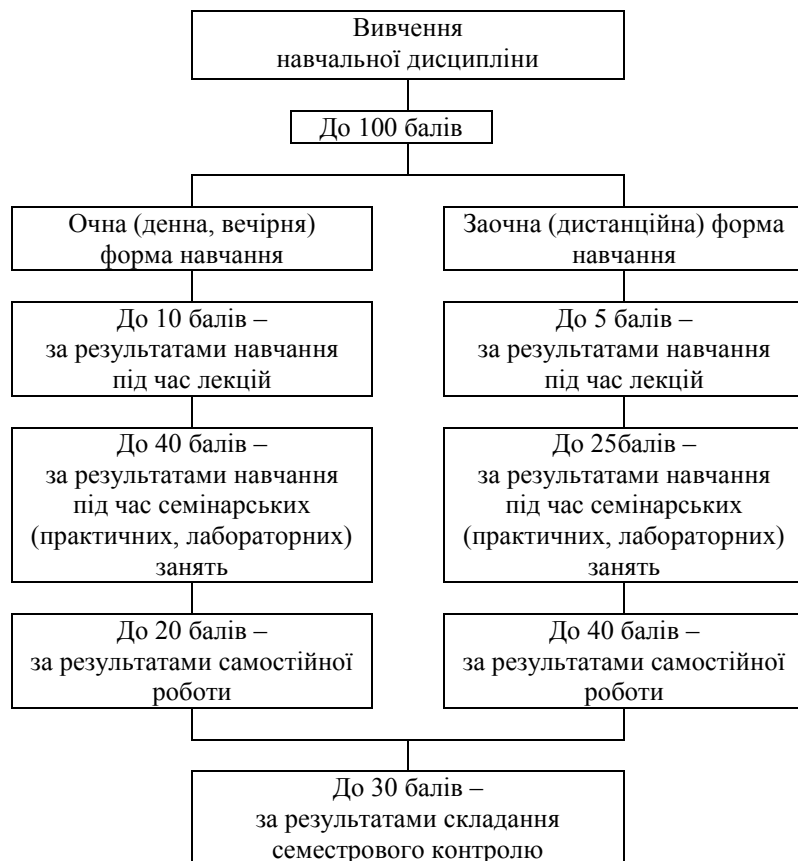 Вивчення
навчальної дисципліни
До 100 балів
Очна (денна, вечірня)
форма навчання
До 10 балів –
за результатами навчання
під час лекцій
До 40 балів –
за результатами навчання
під час семінарських
(практичних, лабораторних)
занять
До 20 балів –
за результатами самостійної
роботи
Заочна (дистанційна) форма
навчання
До 5 балів –
за результатами навчання
під час лекцій
До 25балів –
за результатами навчання
під час семінарських
(практичних, лабораторних)
занять
До 40 балів –
за результатами самостійної
роботи
До 30 балів –
за результатами складання
семестрового контролю